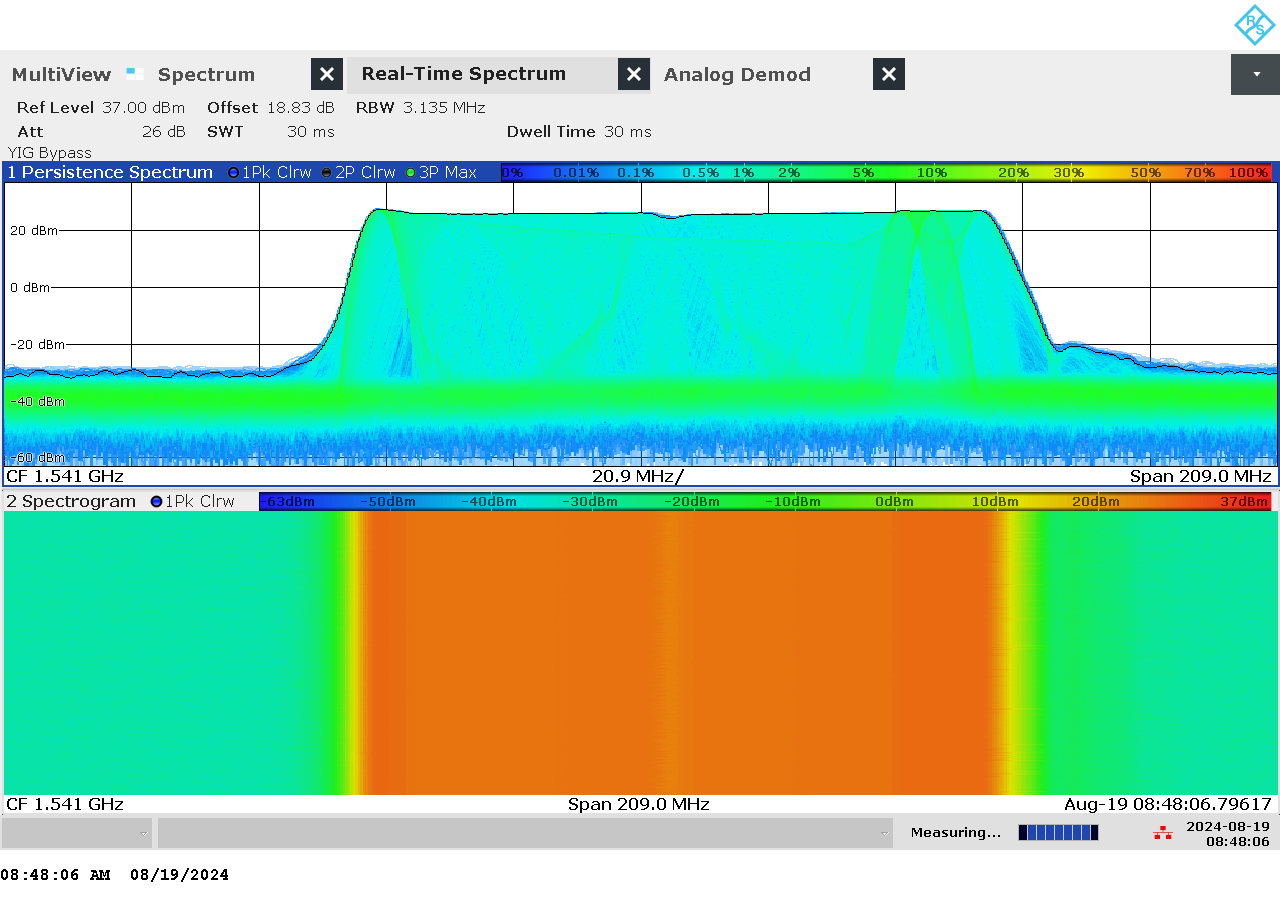 R S
MultiView Spectrum Real-Time Spectrum Analog Demod
Ref Level 37.00 dBm Offset 18.83 dB RBW 3.135 MHz
Att 26 dB SWT 30 ms Dwell Time 30 ms
YIG Bypass
1 Persistence Spectrum 1Pk Clrw 2P Clrw 3P Max 0% 0.01% 0.1% 0.5% 1% 2% 5% 10% 20% 30% 50% 70% 100%
20 dBm
0 dBm
-20 dBm
-40 dBm
-60 dBm
CF 1.541 GHz 20.9 MHz/ Span 209.0 MHz
2 Spectrogram 1Pk Clrw -63dBm -50dBm -40dBm -30dBm -20dBm -10dBm 0dBm 10dBm 20dBm 37dBm
CF 1.541 GHz Span 209.0 MHz Aug-19 08:48:06.79617
Measuring... 2024-08-19
08:48:06
08:48:06 AM 08/19/2024